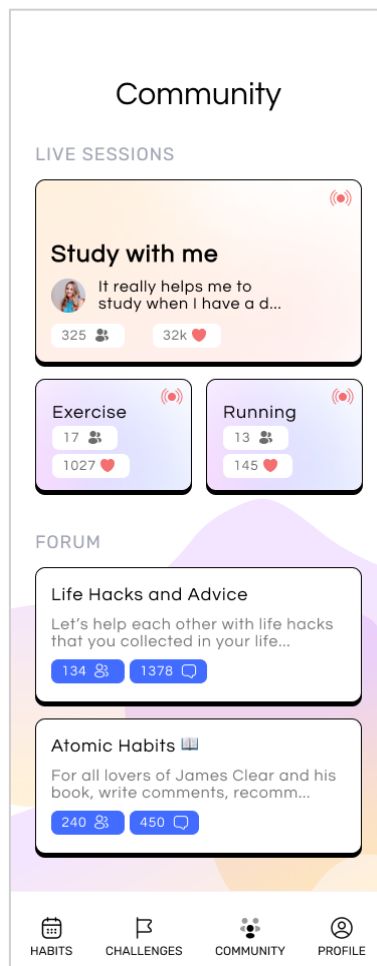 Community
LIVE SESSIONS
Study with me
It really helps me to
study when I have a d...
325
32k
Exercise
17
1027
Running
13
145
FORUM
Life Hacks and Advice
Let's help each other with life hacks
that you collected in your life...
134
1378
Atomic Habits
For all lovers of James Clear and his
book, write comments, recomm...
240
450
HABITS
CHALLENGES
COMMUNITY
PROFILE